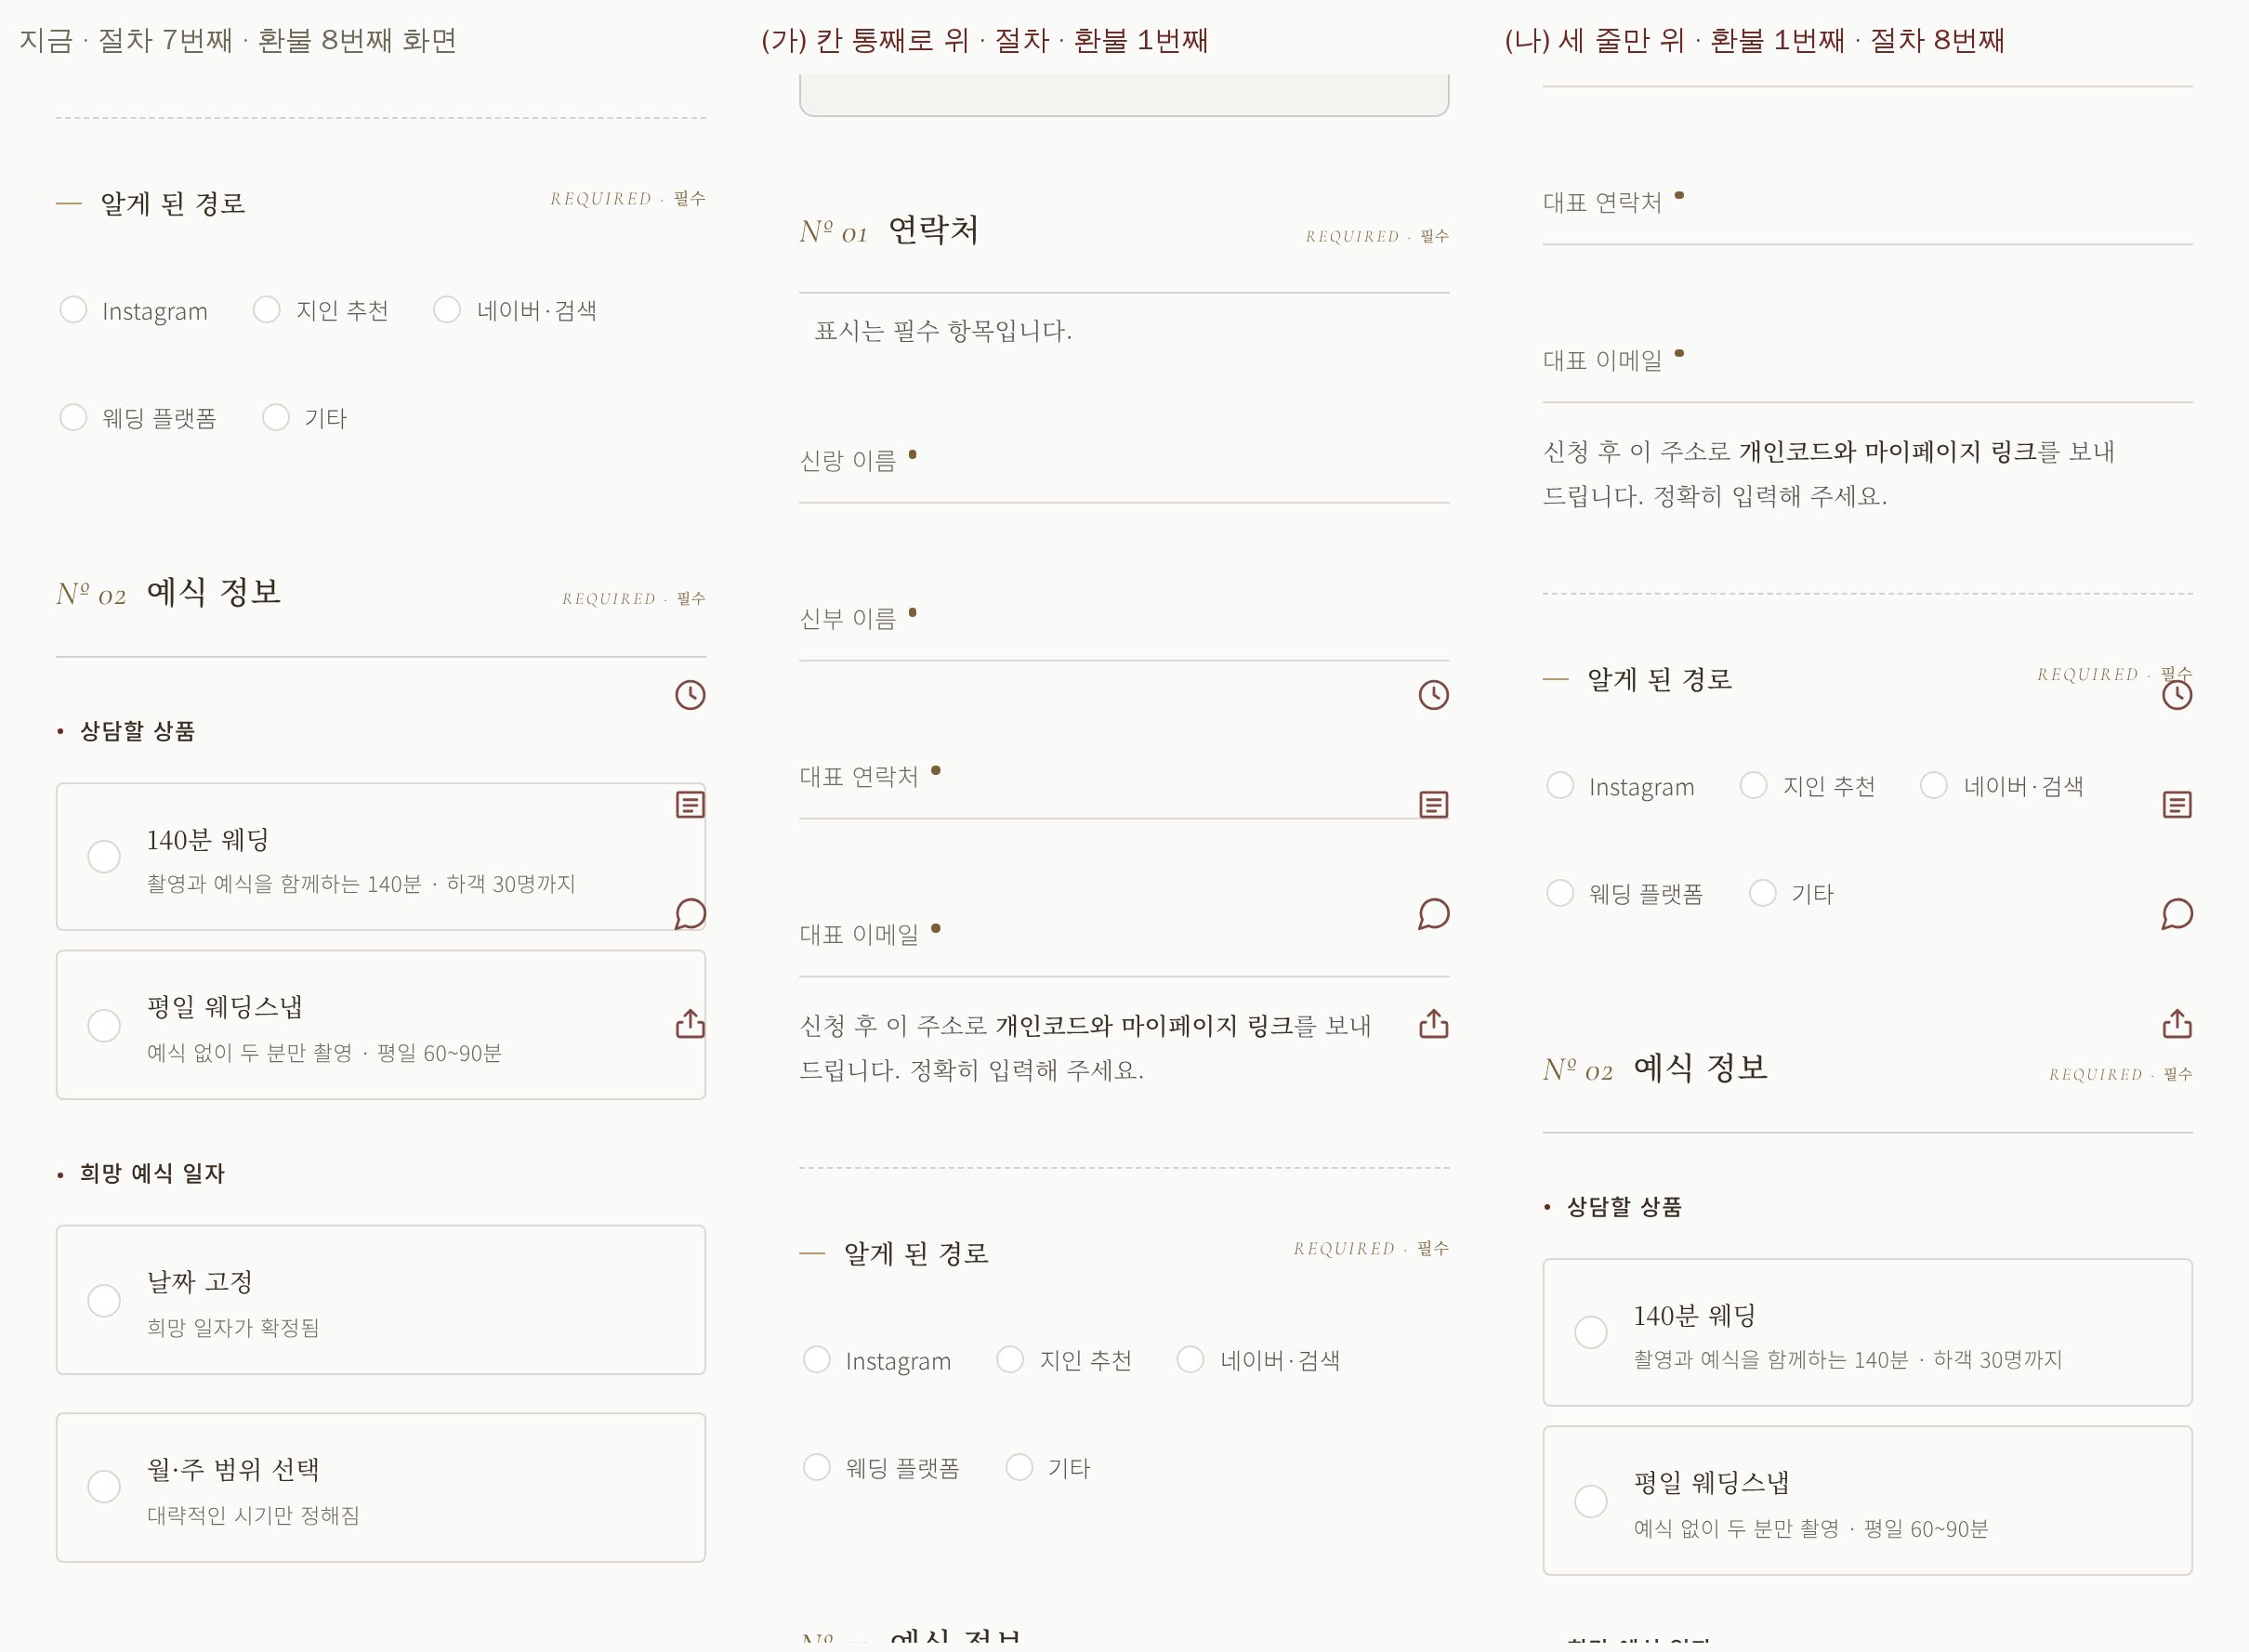 지금 · 절차 7번째 · 환불 8번째 화면
알게 된 경로
REQUIRED · 필수
Instagram
지인 추천
네이버·검색
웨딩 플랫폼
기타
Nº 02 예식 정보
REQUIRED · 필수
• 상담할 상품
140분 웨딩
촬영과 예식을 함께하는 140분 · 하객 30명까지
평일 웨딩스냅
예식 없이 두 분만 촬영 · 평일 60~90분
• 희망 예식 일자
날짜 고정
희망 일자가 확정됨
월·주 범위 선택
대략적인 시기만 정해짐
(가) 칸 통째로 위 · 절차 · 환불 1번째
Nº 01 연락처
REQUIRED · 필수
표시는 필수 항목입니다.
신랑 이름
신부 이름
대표 연락처
대표 이메일
신청 후 이 주소로 개인코드와 마이페이지 링크를 보내
드립니다. 정확히 입력해 주세요.
알게 된 경로
REQUIRED · 필수
Instagram
지인 추천
네이버·검색
웨딩 플랫폼
기타
예식 정보
(나) 세 줄만 위 · 환불 1번째 · 절차 8번째
대표 연락처
대표 이메일
신청 후 이 주소로 개인코드와 마이페이지 링크를 보내
드립니다. 정확히 입력해 주세요.
알게 된 경로
REQUIRED · 필수
Instagram
지인 추천
네이버·검색
웨딩 플랫폼
기타
Nº 02 예식 정보
REQUIRED · 필수
• 상담할 상품
140분 웨딩
촬영과 예식을 함께하는 140분 · 하객 30명까지
평일 웨딩스냅
예식 없이 두 분만 촬영 · 평일 60~90분